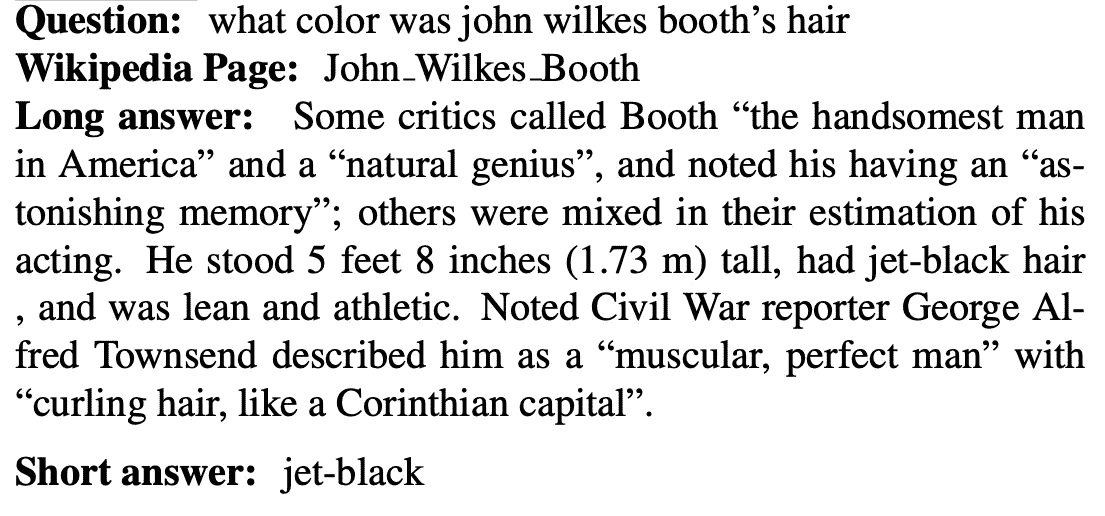 Question: what color was john wilkes booth’s hair
Wikipedia Page: John_Wilkes_Booth
Long answer: Some critics called Booth “the handsomest man
in America” and a “natural genius”, and noted his having an “as-
tonishing memory”; others were mixed in their estimation of his
acting. He stood 5 feet 8 inches (1.73 m) tall, had jet-black hair
, and was lean and athletic. Noted Civil War reporter George Al-
fred Townsend described him as a “muscular, perfect man” with
“curling hair, like a Corinthian capital”.
Short answer: jet-black